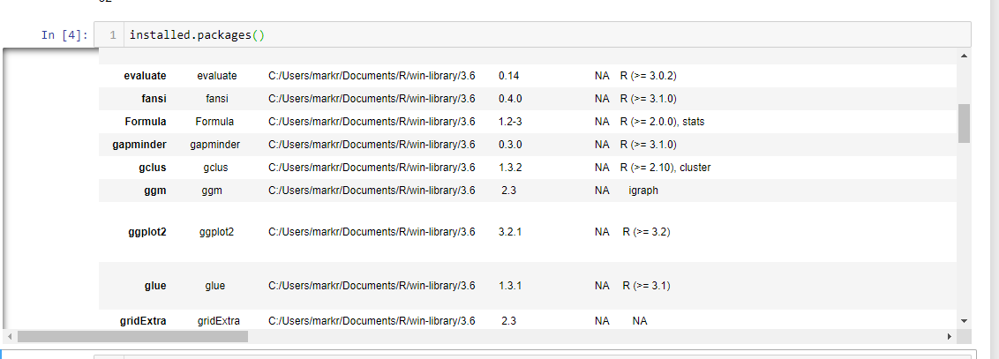 In [4]: 1 installed.packages()
evaluate evaluate C:/Users/markr/Documents/R/win-library/3.6 0.14 NA R (>= 3.0.2)
fansi fansi C:/Users/markr/Documents/R/win-library/3.6 0.4.0 NA R (>= 3.1.0)
Formula Formula C:/Users/markr/Documents/R/win-library/3.6 1.2-3 NA R (>= 2.0.0), stats
gapminder gapminder C:/Users/markr/Documents/R/win-library/3.6 0.3.0 NA R (>= 3.1.0)
gclus gclus C:/Users/markr/Documents/R/win-library/3.6 1.3.2 NA R (>= 2.10), cluster
ggm ggm C:/Users/markr/Documents/R/win-library/3.6 2.3 NA igraph
ggplot2 ggplot2 C:/Users/markr/Documents/R/win-library/3.6 3.2.1 NA R (>= 3.2)
glue glue C:/Users/markr/Documents/R/win-library/3.6 1.3.1 NA R (>= 3.1)
gridExtra gridExtra C:/Users/markr/Documents/R/win-library/3.6 2.3 NA NA